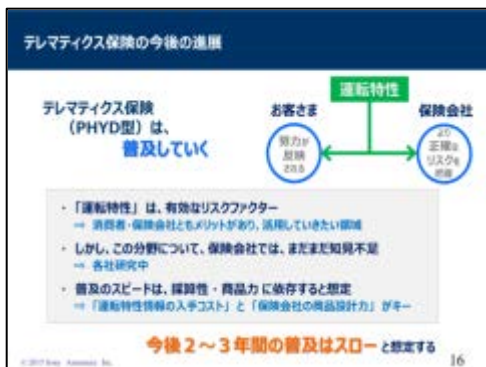 テレマティクス保険の今後の進展
テレマティクス保険
（PHYD型）は、
普及していく
運転特性
お客さま
保険会社
努力が
反映
される
より
正確な
リスクを
把握
・「運転特性」は、有効なリスクファクター
⇒ 消費者・保険会社ともメリットがあり、活用していきたい領域
・しかし、この分野について、保険会社では、まだまだ知見不足
⇒ 各社研究中
・普及のスピードは、採算性・商品力に依存すると想定
⇒「運転特性情報の入手コスト」と「保険会社の商品設計力」がキー
今後２～３年間の普及はスローと想定する
© 2017 Sony Assurance Inc.
16